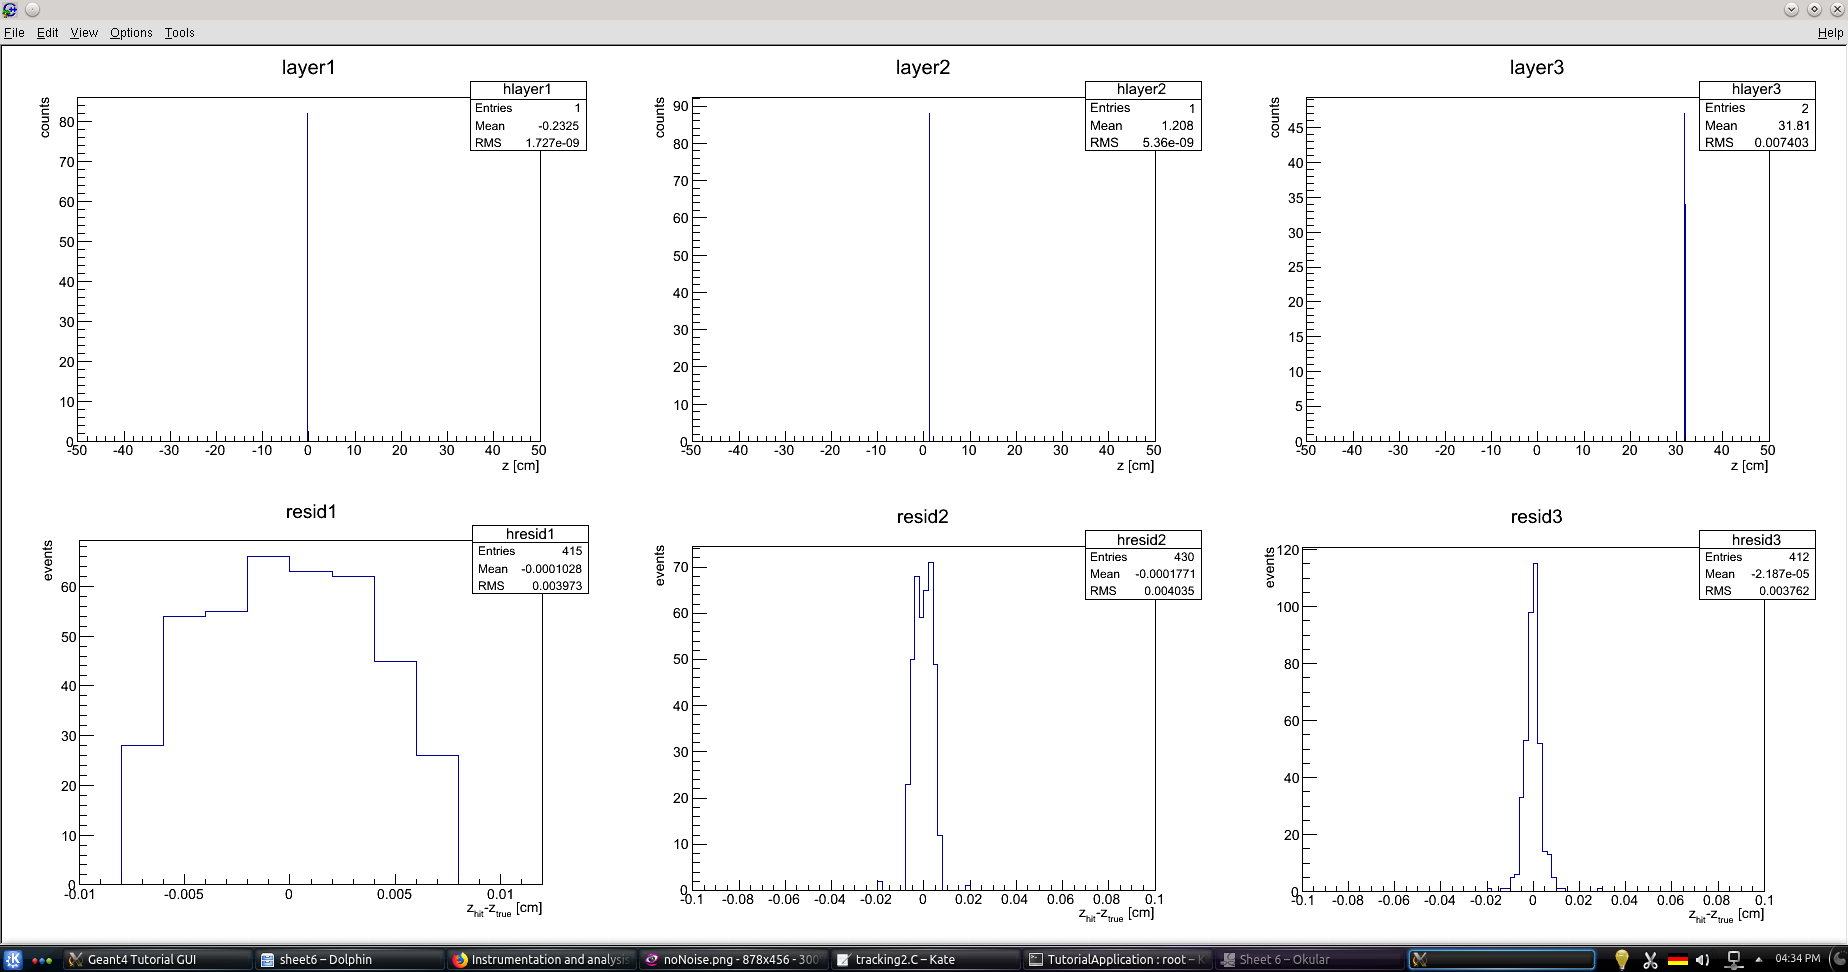 File Edit View Options Tools Help
layer1
hlayer1
Entries 1
Mean -0.2325
RMS 1.727e-09
counts
80
70
60
50
40
30
20
10
0
-50 -40 -30 -20 -10 0 10 20 30 40 50
z [cm]
layer2
hlayer2
Entries 1
Mean 1.208
RMS 5.36e-09
counts
90
80
70
60
50
40
30
20
10
0
-50 -40 -30 -20 -10 0 10 20 30 40 50
z [cm]
layer3
hlayer3
Entries 2
Mean 31.81
RMS 0.007403
counts
45
40
35
30
25
20
15
10
5
0
-50 -40 -30 -20 -10 0 10 20 30 40 50
z [cm]
resid1
hresid1
Entries 415
Mean -0.0001028
RMS 0.003973
events
60
50
40
30
20
10
0
-0.01 -0.005 0 0.005 0.01
zhit-ztrue [cm]
resid2
hresid2
Entries 430
Mean -0.0001771
RMS 0.004035
events
70
60
50
40
30
20
10
0
-0.1 -0.08 -0.06 -0.04 -0.02 0 0.02 0.04 0.06 0.08 0.1
zhit-ztrue [cm]
resid3
hresid3
Entries 412
Mean -2.187e-05
RMS 0.003762
events
120
100
80
60
40
20
0
-0.1 -0.08 -0.06 -0.04 -0.02 0 0.02 0.04 0.06 0.08 0.1
zhit-ztrue [cm]
Geant4 Tutorial GUI sheet6 – Dolphin Instrumentation and analysis noNoise.png - 878x456 - 300 tracking2.C – Kate TutorialApplication : root – K Sheet 6 – Okular 04:34 PM